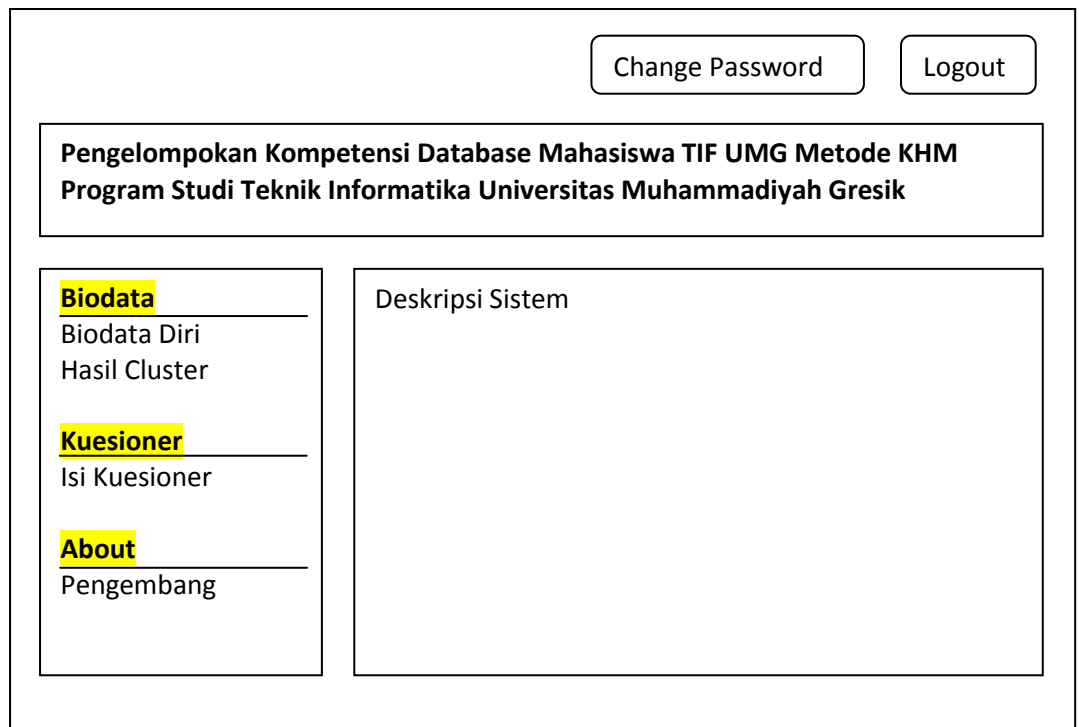 Change Password
Logout
Pengelompokan Kompetensi Database Mahasiswa TIF UMG Metode KHM
Program Studi Teknik Informatika Universitas Muhammadiyah Gresik
Biodata
Biodata Diri
Hasil Cluster
Kuesioner
Isi Kuesioner
About
Pengembang
Deskripsi Sistem